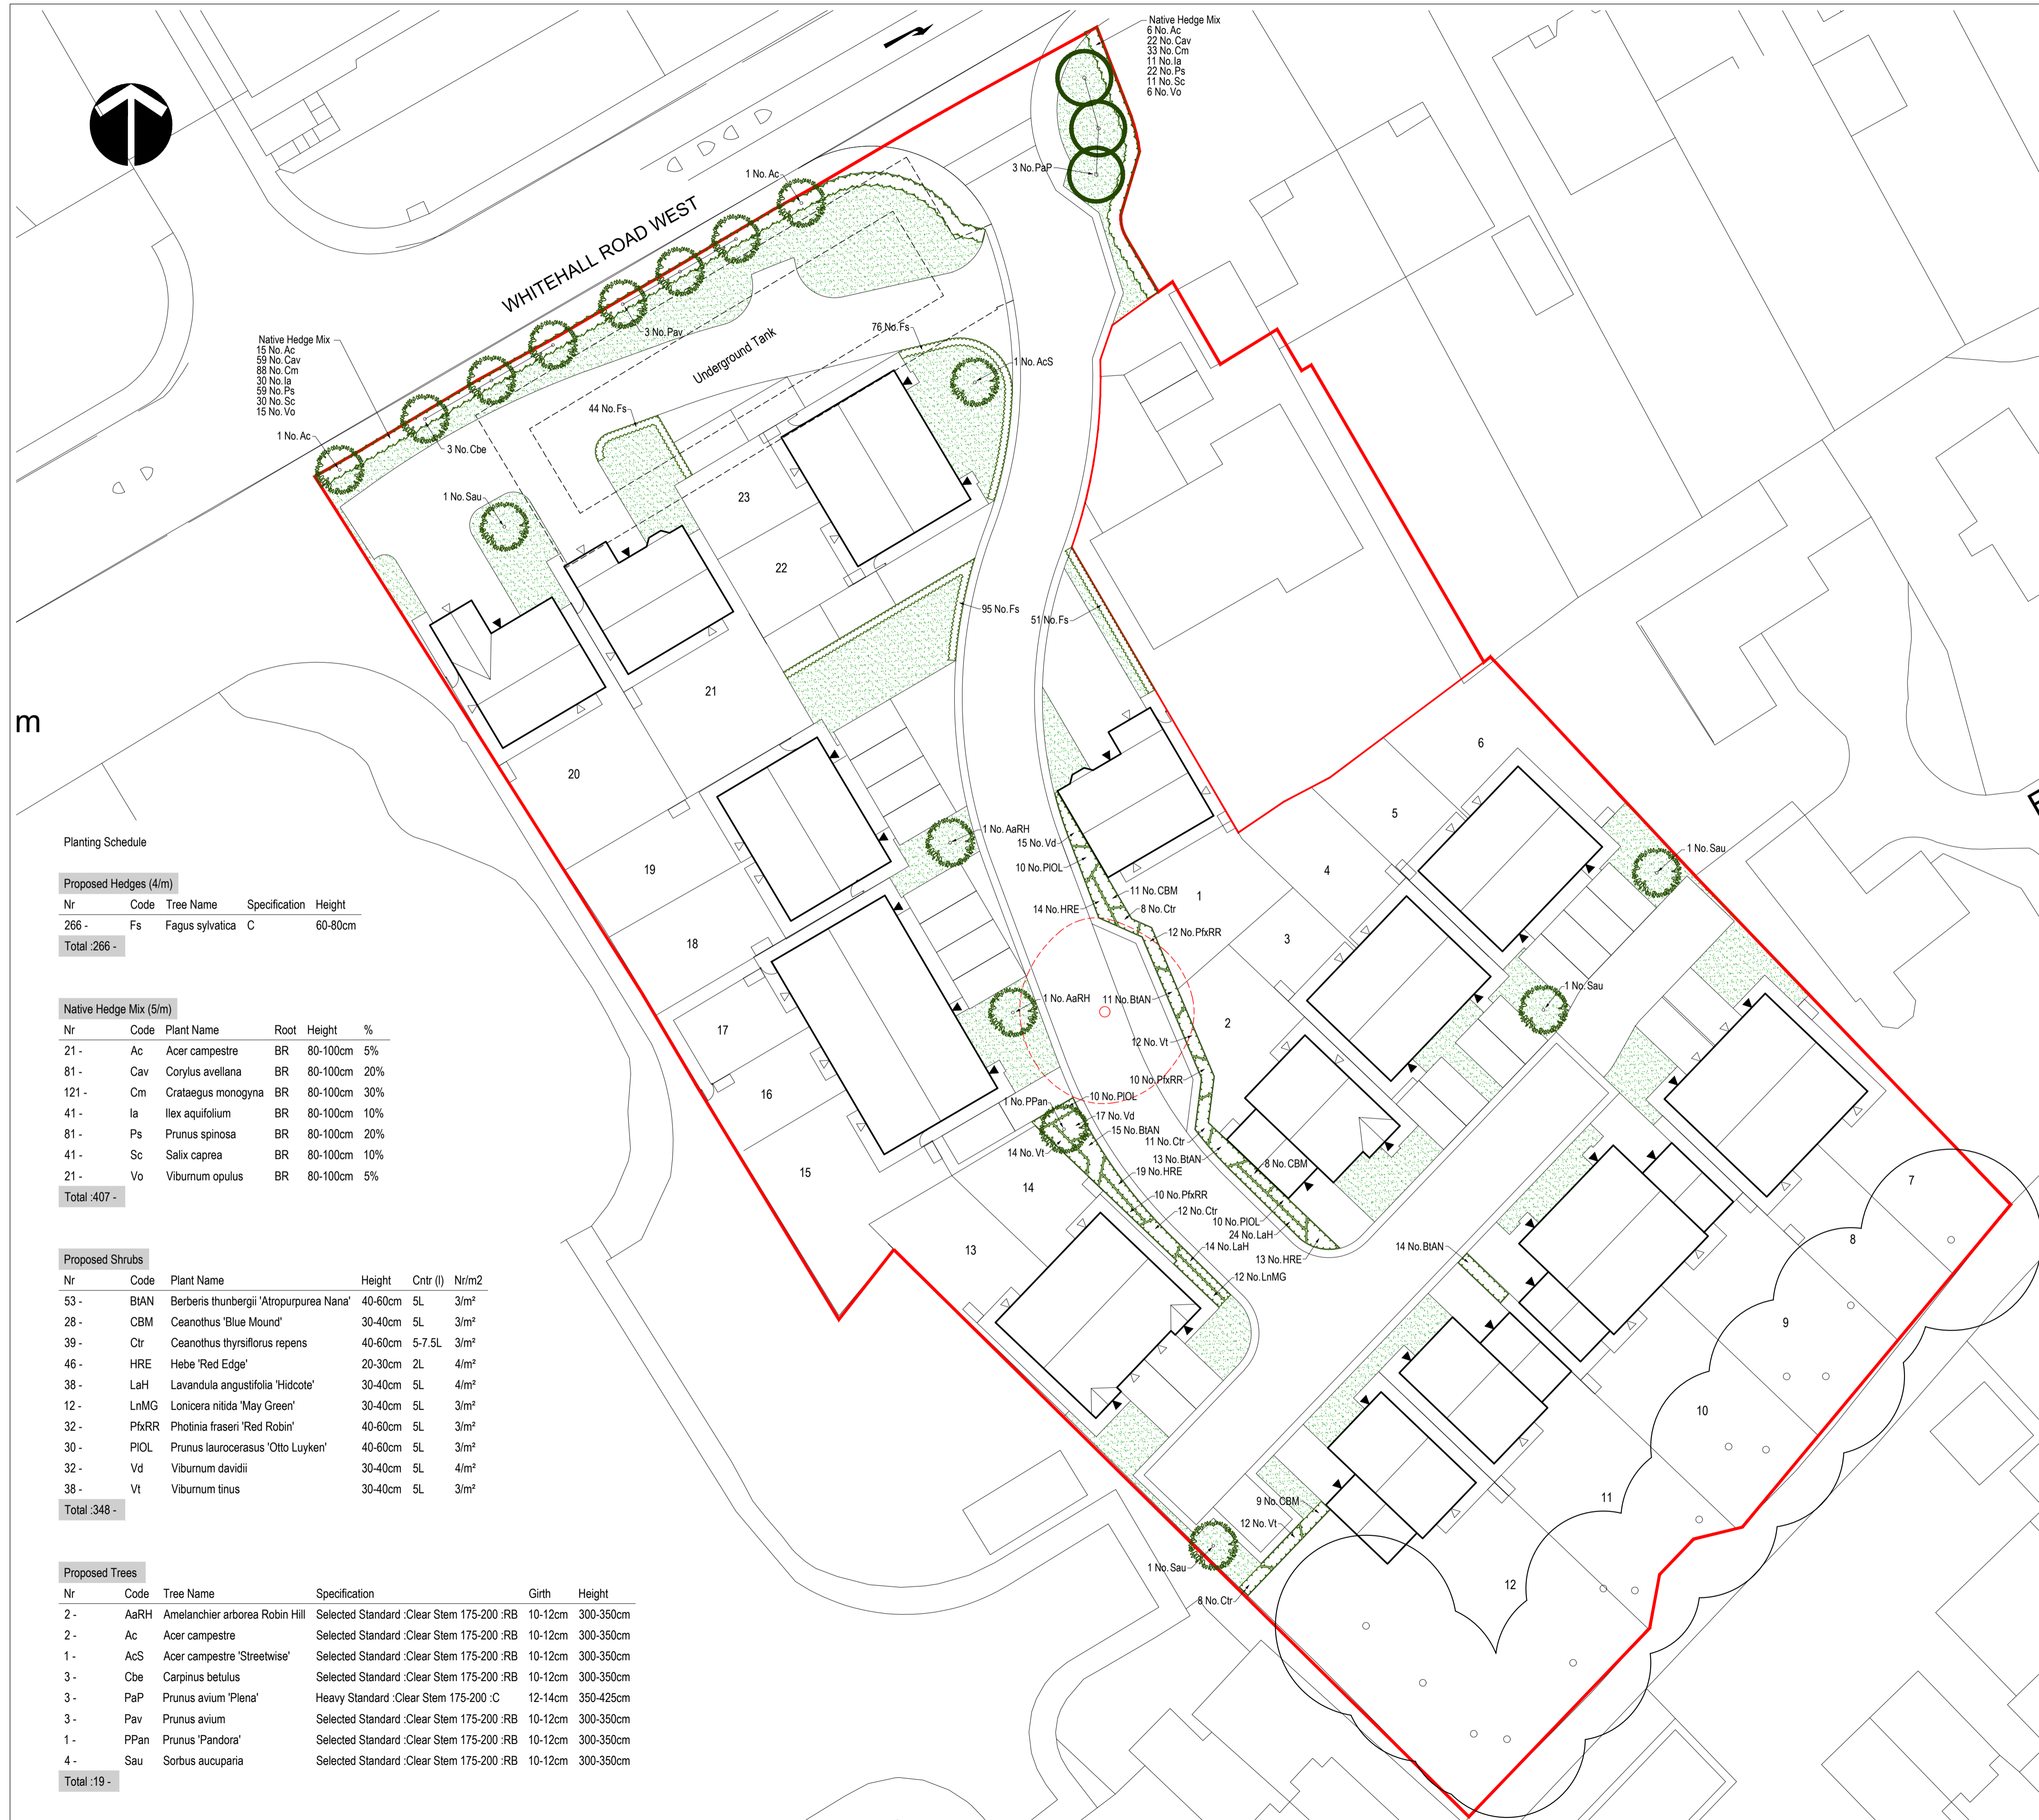 Native Hedge Mix
6 No. Ac
22 No. Cav
33 No. Cm
11 No. Ia
22 No. Ps
11 No. Sc
6 No. Vo
1 No. Ac
3 No. PaP
WHITEHALL ROAD WEST
Native Hedge Mix
15 No. Ac
59 No. Cav
88 No. Cm
30 No. Ia
59 No. Ps
30 No. Sc
15 No. Vo
3 No. Pav
76 No. Fs
Underground Tank
1 No. AcS
44 No. Fs
1 No. Ac
3 No. Cbe
1 No. Sau
23
22
95 No. Fs
51 No. Fs
21
m
20
6
5
1 No. AaRH
15 No. Vd
10 No. PlOL
1 No. Sau
19
4
11 No. CBM
1
14 No. HRE
8 No. Ctr
12 No. PfxRR
18
3
1 No. AaRH
11 No. BtAN
1 No. Sau
17
2
12 No. Vt
10 No. PfxRR
16
1 No. PPan
10 No. PlOL
17 No. Vd
15 No. BtAN
11 No. Ctr
14 No. Vt
13 No. BtAN
8 No. CBM
15
19 No. HRE
14
10 No. PfxRR
12 No. Ctr
7
10 No. PlOL
24 No. LaH
8
13
14 No. BtAN
14 No. LaH
13 No. HRE
12 No. LnMG
9
10
11
9 No. CBM
12 No. Vt
1 No. Sau
12
8 No. Ctr
Planting Schedule
Proposed Hedges (4/m)
Nr Code Tree Name Specification Height
266 - Fs Fagus sylvatica C 60-80cm
Total :266 -
Native Hedge Mix (5/m)
Nr Code Plant Name Root Height %
21 - Ac Acer campestre BR 80-100cm 5%
81 - Cav Corylus avellana BR 80-100cm 20%
121 - Cm Crataegus monogyna BR 80-100cm 30%
41 - Ia Ilex aquifolium BR 80-100cm 10%
81 - Ps Prunus spinosa BR 80-100cm 20%
41 - Sc Salix caprea BR 80-100cm 10%
21 - Vo Viburnum opulus BR 80-100cm 5%
Total :407 -
Proposed Shrubs
Nr Code Plant Name Height Cntr (l) Nr/m2
53 - BtAN Berberis thunbergii 'Atropurpurea Nana' 40-60cm 5L 3/m²
28 - CBM Ceanothus 'Blue Mound' 30-40cm 5L 3/m²
39 - Ctr Ceanothus thyrsiflorus repens 40-60cm 5-7.5L 3/m²
46 - HRE Hebe 'Red Edge' 20-30cm 2L 4/m²
38 - LaH Lavandula angustifolia 'Hidcote' 30-40cm 5L 4/m²
12 - LnMG Lonicera nitida 'May Green' 30-40cm 5L 3/m²
32 - PfxRR Photinia fraseri 'Red Robin' 40-60cm 5L 3/m²
30 - PlOL Prunus laurocerasus 'Otto Luyken' 40-60cm 5L 3/m²
32 - Vd Viburnum davidii 30-40cm 5L 4/m²
38 - Vt Viburnum tinus 30-40cm 5L 3/m²
Total :348 -
Proposed Trees
Nr Code Tree Name Specification Girth Height
2 - AaRH Amelanchier arborea Robin Hill Selected Standard :Clear Stem 175-200 :RB 10-12cm 300-350cm
2 - Ac Acer campestre Selected Standard :Clear Stem 175-200 :RB 10-12cm 300-350cm
1 - AcS Acer campestre 'Streetwise' Selected Standard :Clear Stem 175-200 :RB 10-12cm 300-350cm
3 - Cbe Carpinus betulus Selected Standard :Clear Stem 175-200 :RB 10-12cm 300-350cm
3 - PaP Prunus avium 'Plena' Heavy Standard :Clear Stem 175-200 :C 12-14cm 350-425cm
3 - Pav Prunus avium Selected Standard :Clear Stem 175-200 :RB 10-12cm 300-350cm
1 - PPan Prunus 'Pandora' Selected Standard :Clear Stem 175-200 :RB 10-12cm 300-350cm
4 - Sau Sorbus aucuparia Selected Standard :Clear Stem 175-200 :RB 10-12cm 300-350cm
Total :19 -